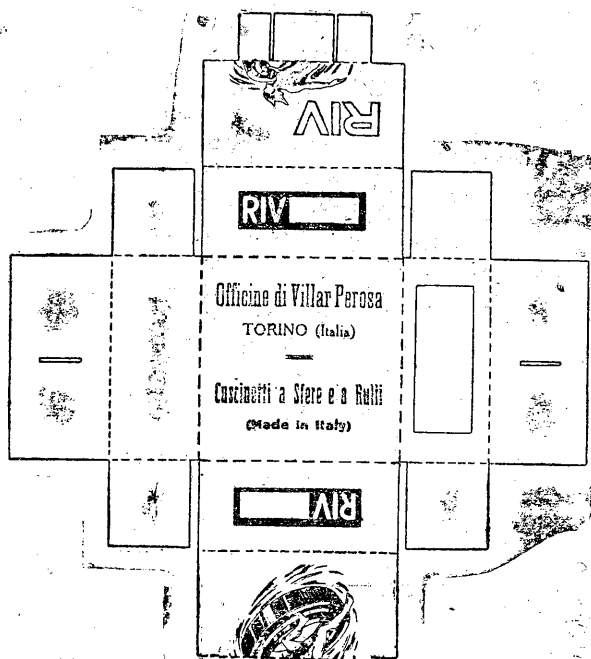 RIV
RIV
Officine di Villar Perosa
TORINO (Italia)
Cuscinetti a Sfere e a Rulli
(Made in Italy)
RIV